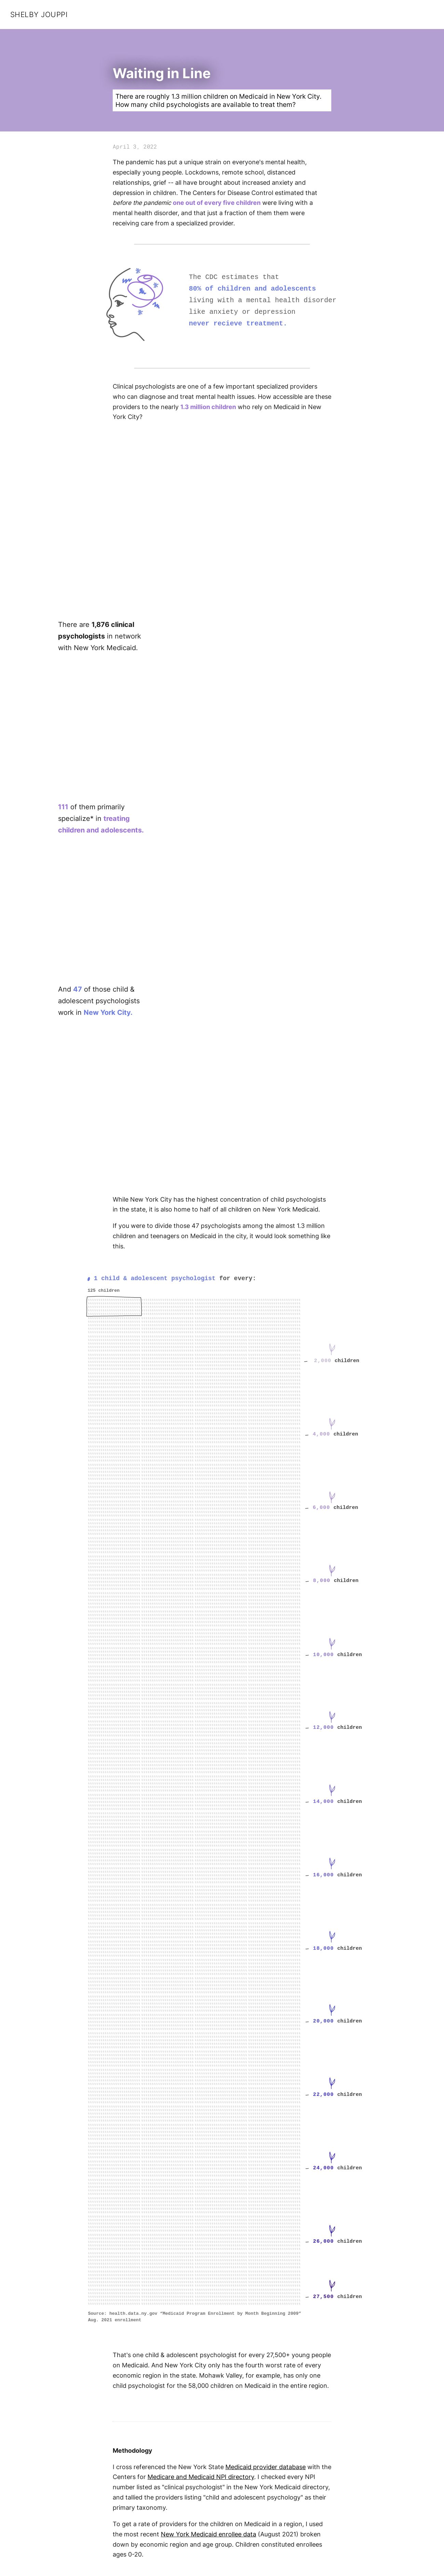 SHELBY JOUPPI
Waiting in Line
There are roughly 1.3 million children on Medicaid in New York City.
How many child psychologists are available to treat them?
April 3, 2022
The pandemic has put a unique strain on everyone's mental health,
especially young people. Lockdowns, remote school, distanced
relationships, grief -- all have brought about increased anxiety and
depression in children. The Centers for Disease Control estimated that
before the pandemic one out of every five children were living with a
mental health disorder, and that just a fraction of them them were
receiving care from a specialized provider.
The CDC estimates that
80% of children and adolescents
living with a mental health disorder
like anxiety or depression
never recieve treatment.
Clinical psychologists are one of a few important specialized providers
who can diagnose and treat mental health issues. How accessible are these
providers to the nearly 1.3 million children who rely on Medicaid in New
York City?
There are 1,876 clinical
psychologists in network
with New York Medicaid.
111 of them primarily
specialize* in treating
children and adolescents.
And 47 of those child &
adolescent psychologists
work in New York City.
While New York City has the highest concentration of child psychologists
in the state, it is also home to half of all children on New York Medicaid.
If you were to divide those 47 psychologists among the almost 1.3 million
children and teenagers on Medicaid in the city, it would look something like
this.
1 child & adolescent psychologist for every:
125 children
— 2,000 children
— 4,000 children
— 6,000 children
— 8,000 children
— 10,000 children
— 12,000 children
— 14,000 children
— 16,000 children
— 18,000 children
— 20,000 children
— 22,000 children
— 24,000 children
— 26,000 children
— 27,500 children
Source: health.data.ny.gov "Medicaid Program Enrollment by Month Beginning 2009"
Aug. 2021 enrollment
That's one child & adolescent psychologist for every 27,500+ young people
on Medicaid. And New York City only has the fourth worst rate of every
economic region in the state. Mohawk Valley, for example, has only one
child psychologist for the 58,000 children on Medicaid in the entire region.
Methodology
I cross referenced the New York State Medicaid provider database with the
Centers for Medicare and Medicaid NPI directory. I checked every NPI
number listed as "clinical psychologist" in the New York Medicaid directory,
and tallied the providers listing "child and adolescent psychology" as their
primary taxonomy.
To get a rate of providers for the children on Medicaid in a region, I used
the most recent New York Medicaid enrollee data (August 2021) broken
down by economic region and age group. Children constituted enrollees
ages 0-20.